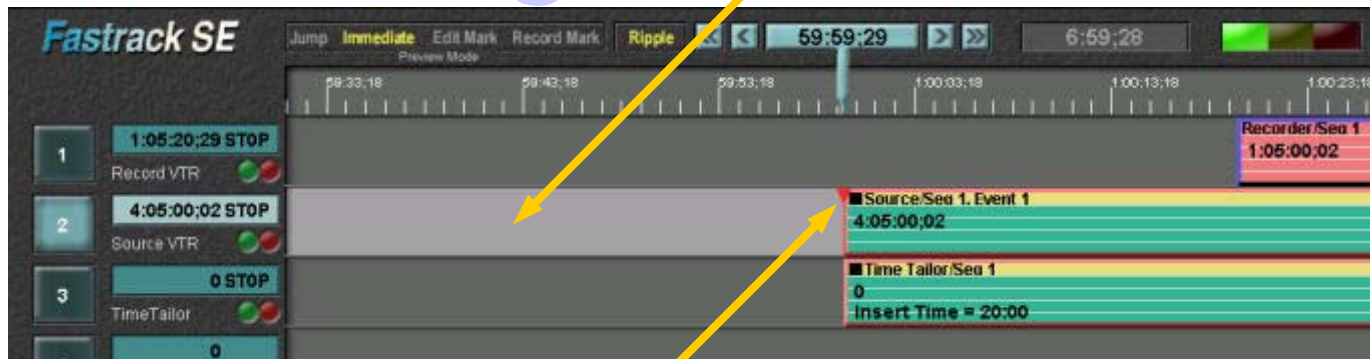 Fastrack SE
Jump Immediate Edit Mark Record Mark Ripple 59:59;29 6:59;28
Preview Mode
59:33;18 59:43;18 59:53;18 1:00:03;18 1:00:13;18 1:00:23;18
1 1:05:20;29 STOP Recorder/Seq 1
Record VTR 1:05:00;02
2 4:05:00;02 STOP Source/Seq 1, Event 1
Source VTR 4:05:00;02
3 0 STOP Time Tailor/Seq 1
TimeTailor 0
Insert Time = 20:00
0